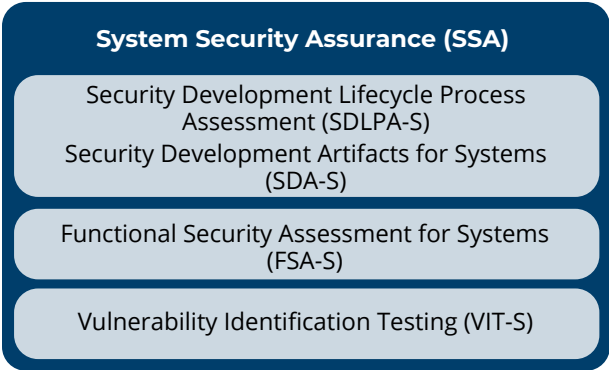 System Security Assurance (SSA)
Security Development Lifecycle Process
Assessment (SDLPA-S)
Security Development Artifacts for Systems
(SDA-S)
Functional Security Assessment for Systems
(FSA-S)
Vulnerability Identification Testing (VIT-S)